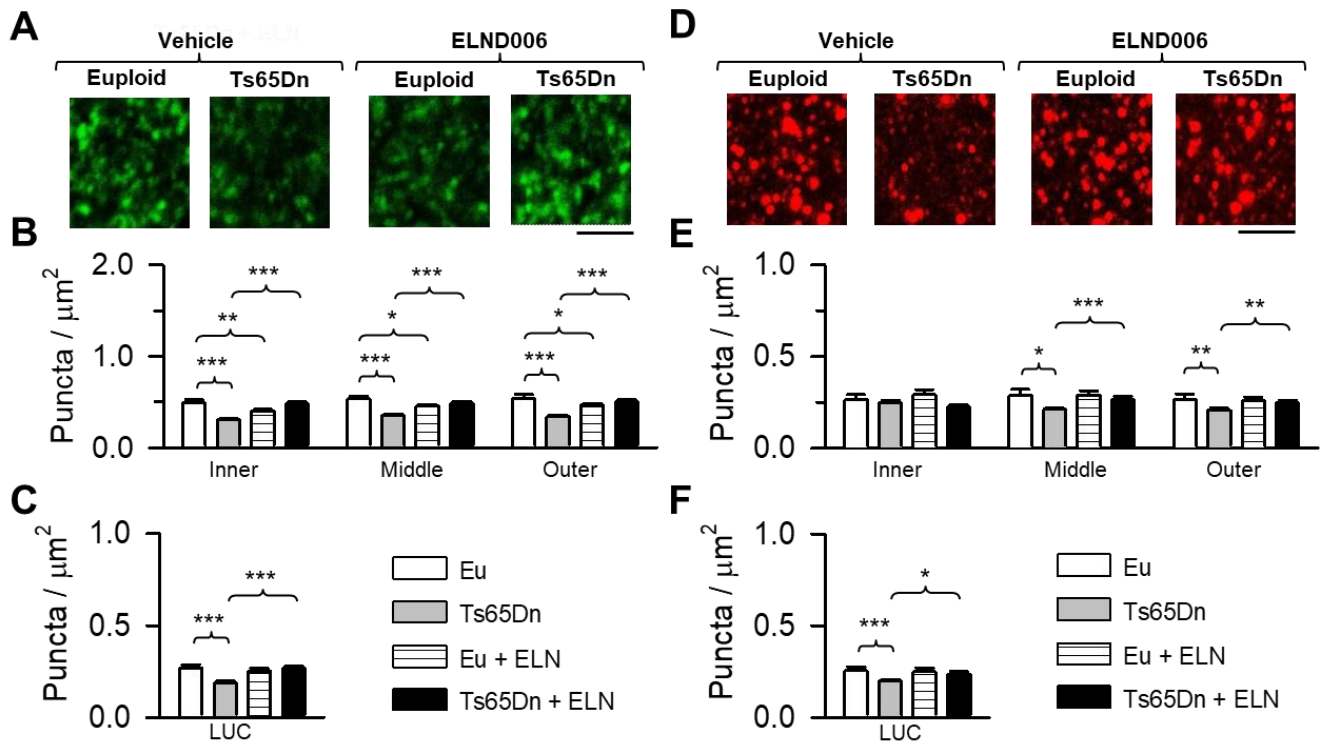 A
Vehicle
ELND006
Euploid
Ts65Dn
Euploid
Ts65Dn
B
Puncta / μm²
2.0
1.0
0.0
***
**
***
***
*
***
***
*
***
Inner
Middle
Outer
C
Puncta / μm²
1.0
0.5
0.0
***
***
LUC
Eu
Ts65Dn
Eu + ELN
Ts65Dn + ELN
D
Vehicle
ELND006
Euploid
Ts65Dn
Euploid
Ts65Dn
E
Puncta / μm²
1.0
0.5
0.0
*
***
**
**
Inner
Middle
Outer
F
Puncta / μm²
1.0
0.5
0.0
***
*
LUC
Eu
Ts65Dn
Eu + ELN
Ts65Dn + ELN